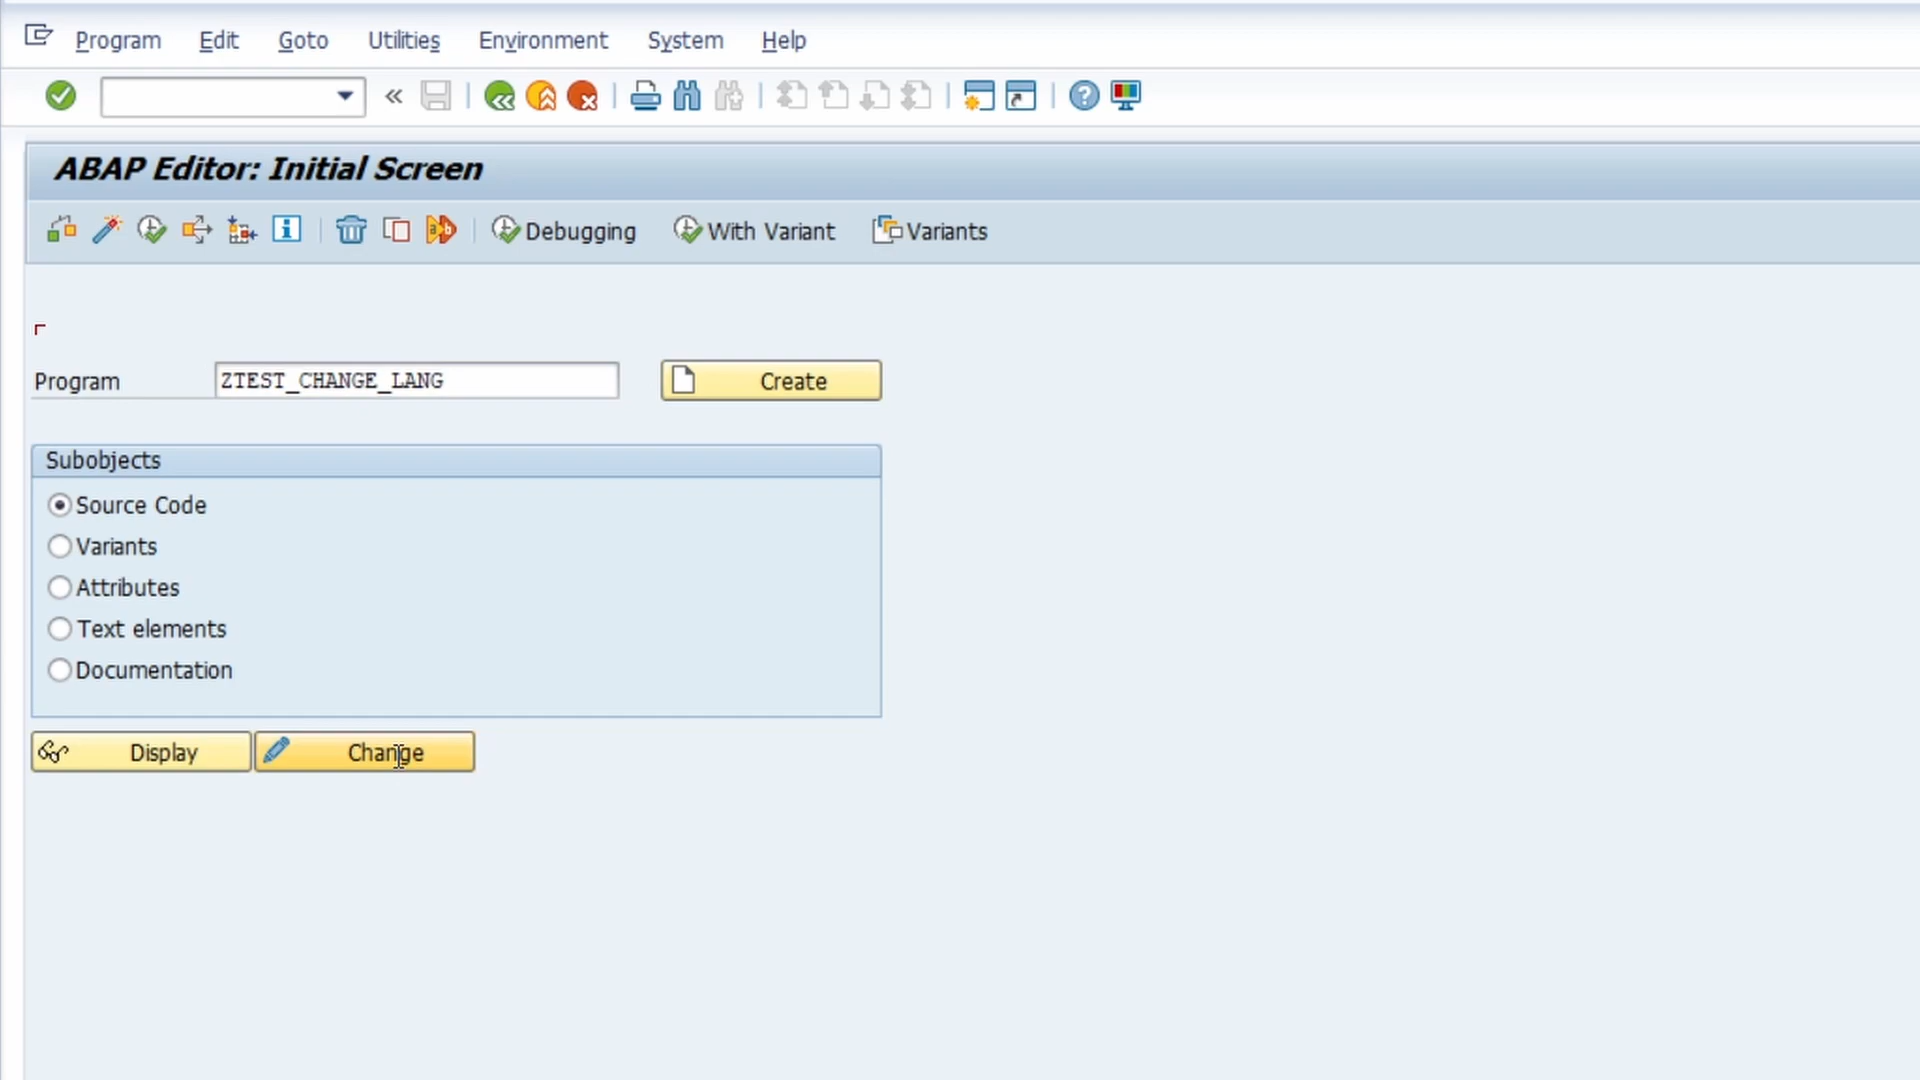 Program Edit Goto Utilities Environment System Help
ABAP Editor: Initial Screen
Debugging With Variant Variants
Program ZTEST_CHANGE_LANG Create
Subobjects
Source Code
Variants
Attributes
Text elements
Documentation
Display Change